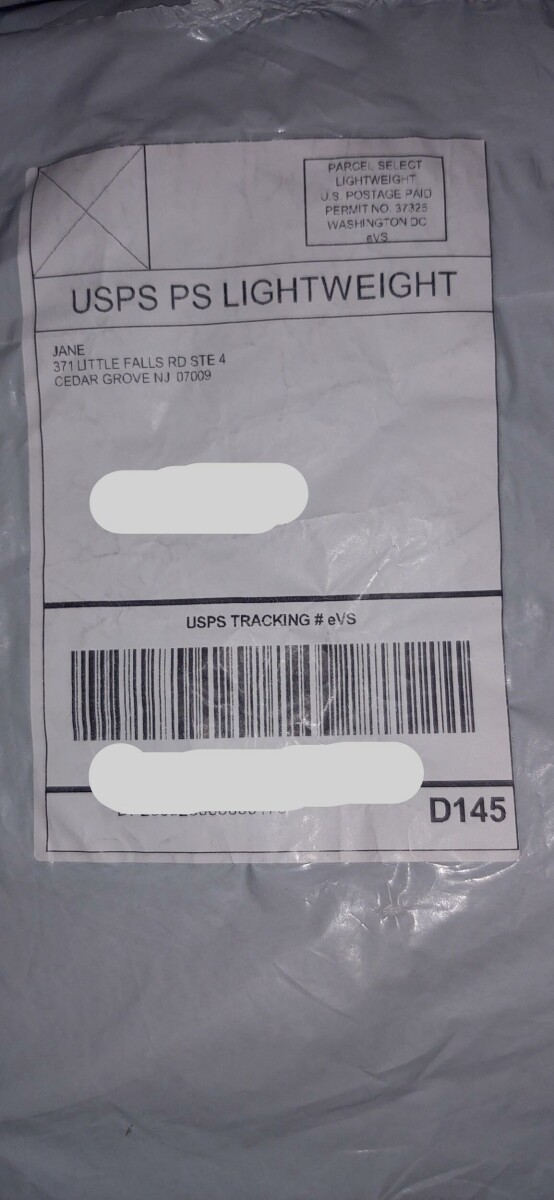 PARCEL SELECT
LIGHTWEIGHT
U.S. POSTAGE PAID
PERMIT NO. 37325
WASHINGTON DC
eVS
USPS PS LIGHTWEIGHT
JANE
371 LITTLE FALLS RD STE 4
CEDAR GROVE NJ 07009
USPS TRACKING # eVS
D145